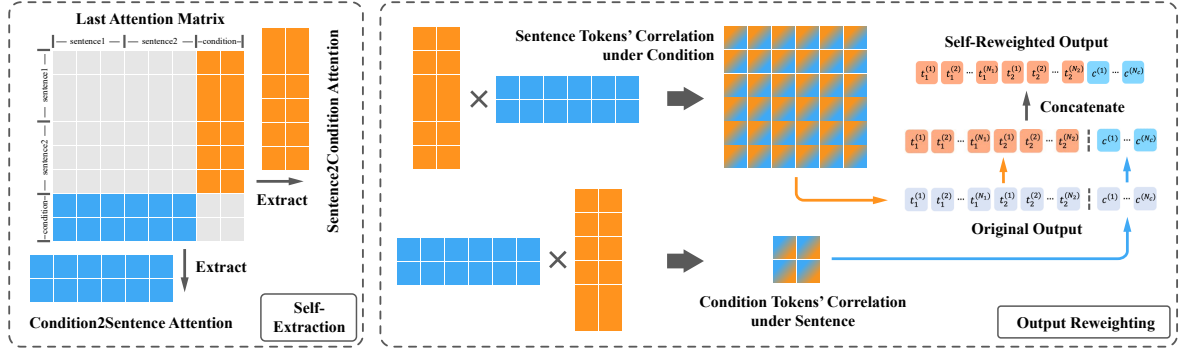 Last Attention Matrix
sentence1
sentence2
condition
sentence1
sentence2
condition
Sentence2Condition Attention
Extract
Extract
Condition2Sentence Attention
Self-
Extraction
Sentence Tokens' Correlation
under Condition
×
×
Condition Tokens' Correlation
under Sentence
Self-Reweighted Output
t₁⁽¹⁾ t₁⁽²⁾ ··· t₁⁽ᴺ¹⁾ t₂⁽¹⁾ t₂⁽²⁾ ··· t₂⁽ᴺ²⁾ c⁽¹⁾ ··· c⁽ᴺᶜ⁾
Concatenate
t₁⁽¹⁾ t₁⁽²⁾ ··· t₁⁽ᴺ¹⁾ t₂⁽¹⁾ t₂⁽²⁾ ··· t₂⁽ᴺ²⁾ c⁽¹⁾ ··· c⁽ᴺᶜ⁾
t₁⁽¹⁾ t₁⁽²⁾ ··· t₁⁽ᴺ¹⁾ t₂⁽¹⁾ t₂⁽²⁾ ··· t₂⁽ᴺ²⁾ c⁽¹⁾ ··· c⁽ᴺᶜ⁾
Original Output
Output Reweighting